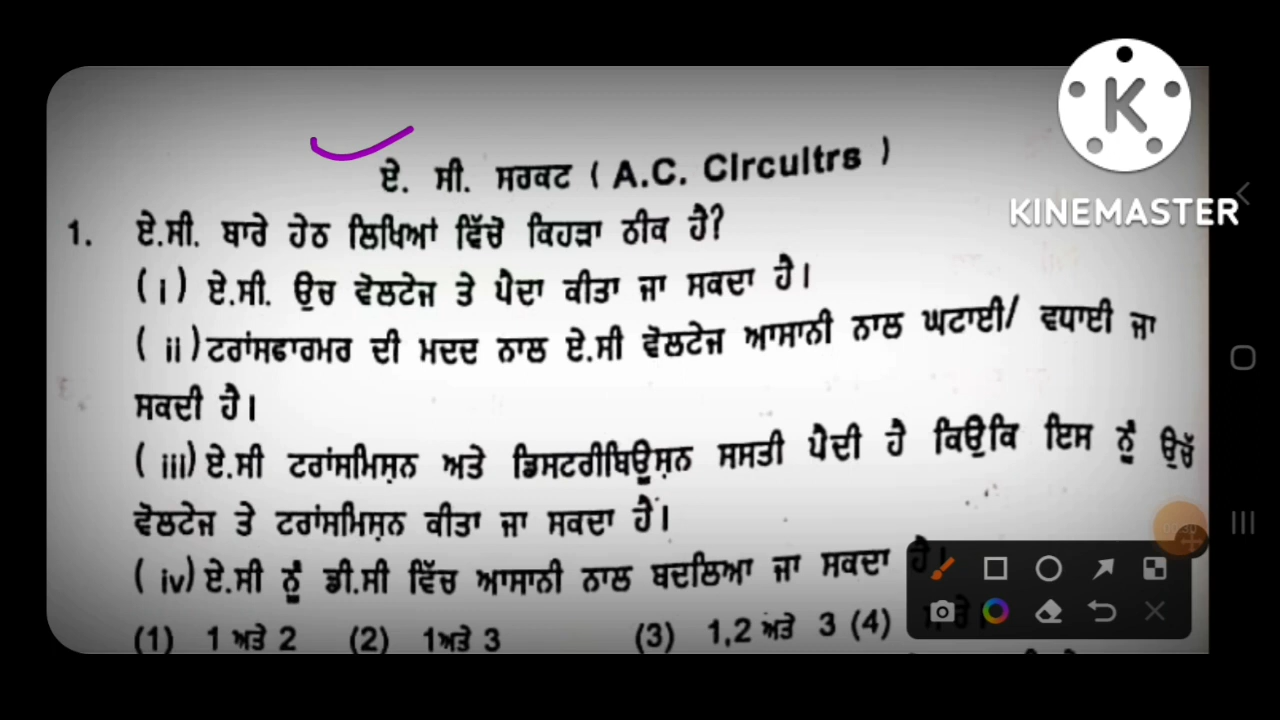 KINEMASTER
ਏ. ਸੀ. ਸਰਕਟ ( A.C. Circuitrs )
1. ਏ.ਸੀ. ਬਾਰੇ ਹੇਠ ਲਿਖਿਆਂ ਵਿੱਚੋ ਕਿਹੜਾ ਠੀਕ ਹੈ?
(i) ਏ.ਸੀ. ਉਚ ਵੋਲਟੇਜ ਤੇ ਪੈਦਾ ਕੀਤਾ ਜਾ ਸਕਦਾ ਹੈ।
( ii ) ਟਰਾਂਸਫਾਰਮਰ ਦੀ ਮਦਦ ਨਾਲ ਏ.ਸੀ ਵੋਲਟੇਜ ਆਸਾਨੀ ਨਾਲ ਘਟਾਈ/ ਵਧਾਈ ਜਾ
ਸਕਦੀ ਹੈ।
( iii) ਏ.ਸੀ ਟਰਾਂਸਮਿਸ਼ਨ ਅਤੇ ਡਿਸਟਰੀਬਿਊਸ਼ਨ ਸਸਤੀ ਪੈਦੀ ਹੈ ਕਿਉਕਿ ਇਸ ਨੂੰ ਉਚੱ
ਵੋਲਟੇਜ ਤੇ ਟਰਾਂਸਮਿਸ਼ਨ ਕੀਤਾ ਜਾ ਸਕਦਾ ਹੈ।
( iv) ਏ.ਸੀ ਨੂੰ ਡੀ.ਸੀ ਵਿੱਚ ਆਸਾਨੀ ਨਾਲ ਬਦਲਿਆ ਜਾ ਸਕਦਾ ਹੈ।
(1) 1 ਅਤੇ 2 (2) 1ਅਤੇ 3 (3) 1,2 ਅਤੇ 3 (4)